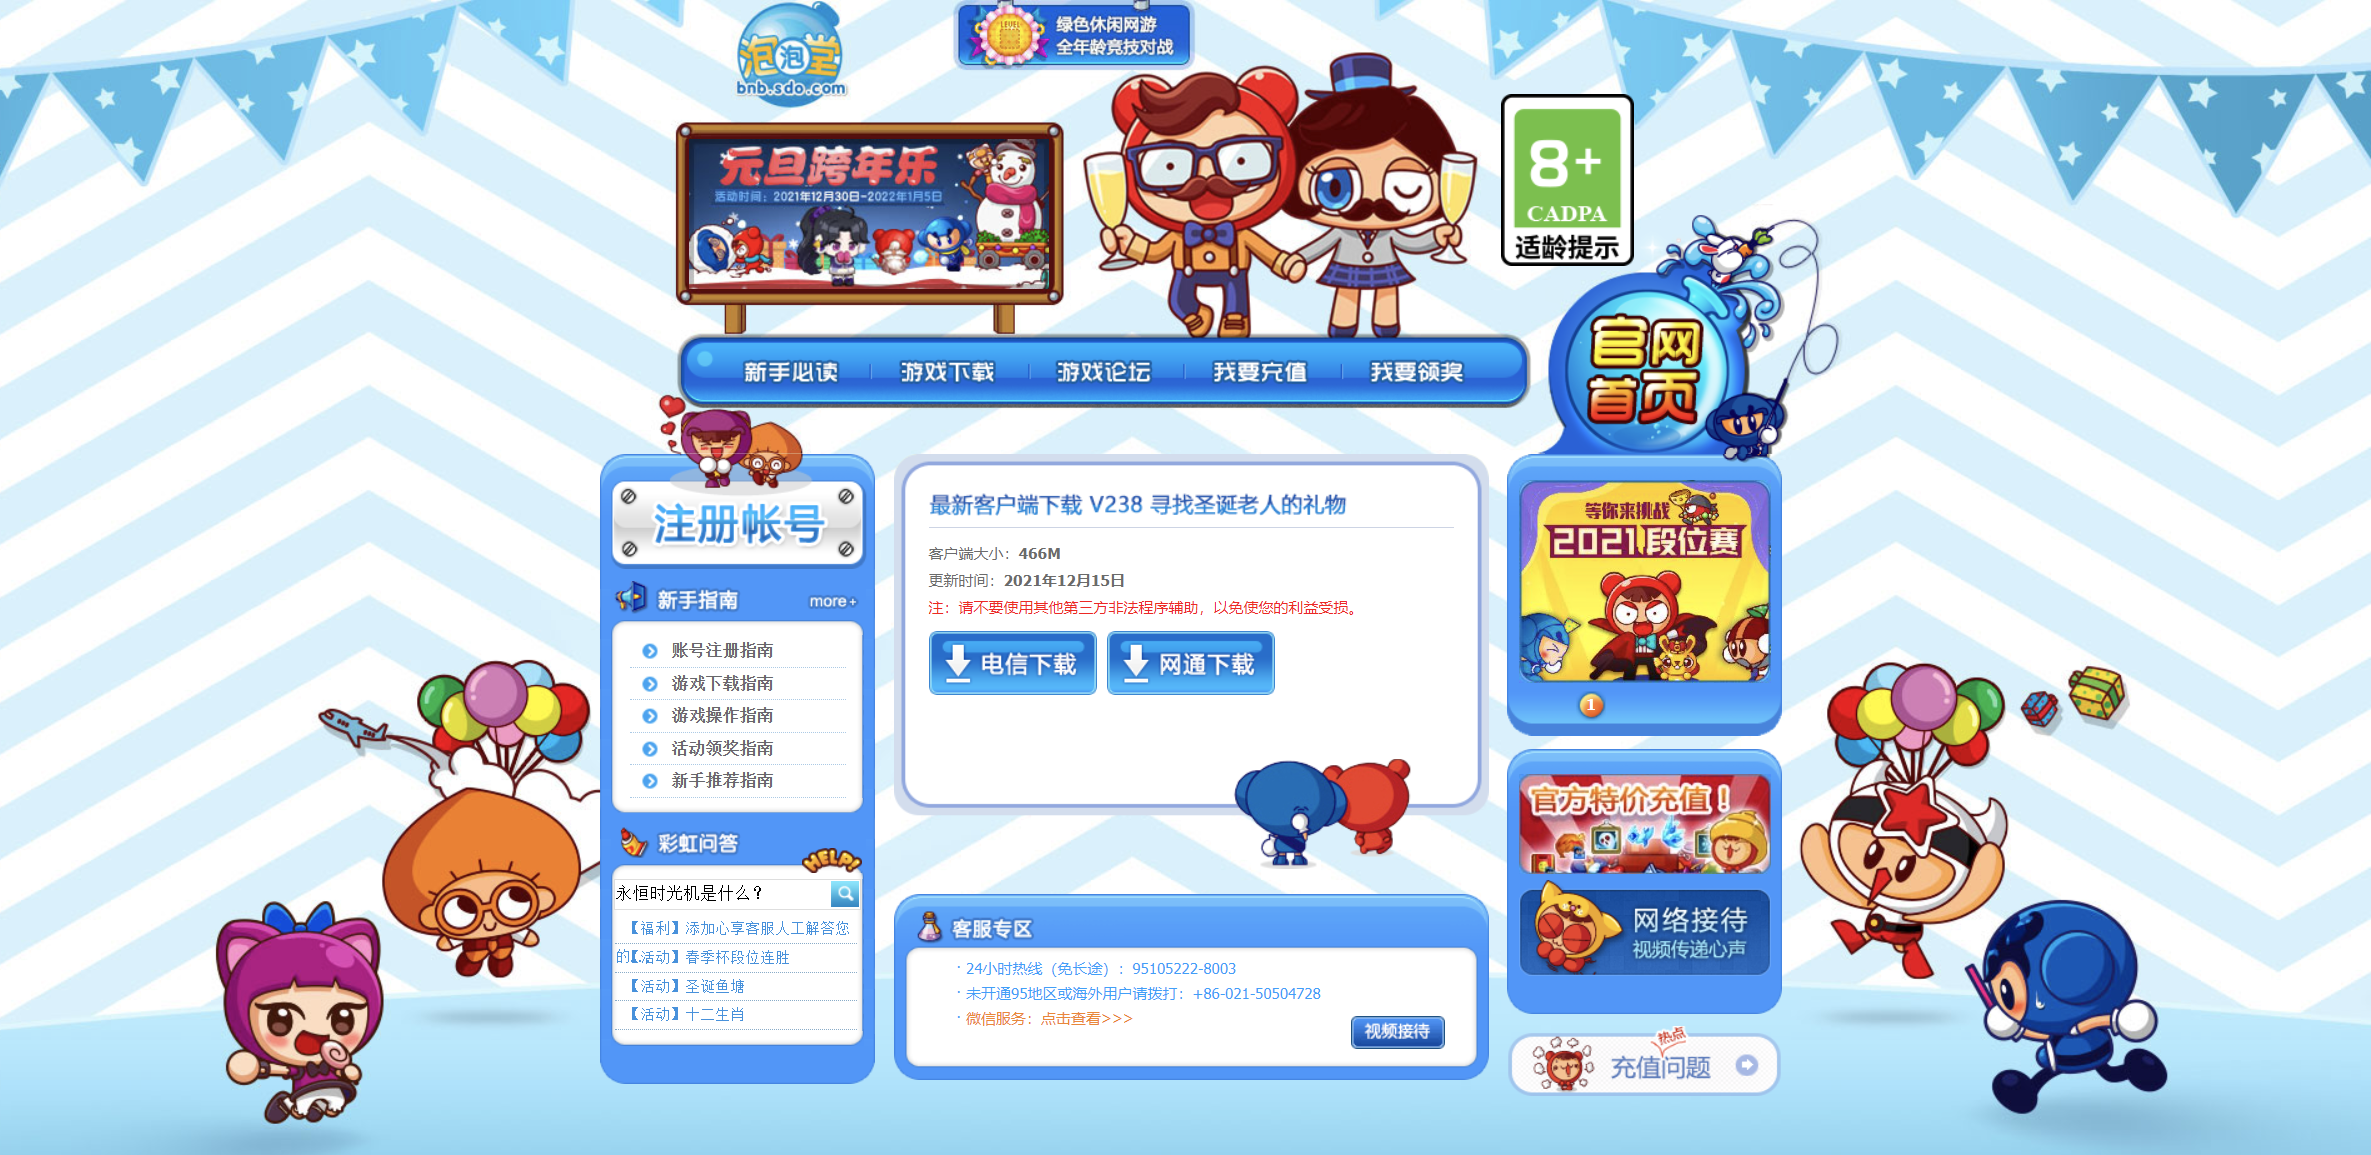 泡泡堂
bnb.sdo.com
LEVEL
绿色休闲网游
全年龄竞技对战
元旦跨年乐
活动时间：2021年12月30日-2022年1月5日
8+
CADPA
适龄提示
新手必读
游戏下载
游戏论坛
我要充值
我要领奖
官网
首页
注册帐号
新手指南
more+
账号注册指南
游戏下载指南
游戏操作指南
活动领奖指南
新手推荐指南
彩虹问答
HELP!
永恒时光机是什么？
【福利】添加心享客服人工解答您
的【活动】春季杯段位连胜
【活动】圣诞鱼塘
【活动】十二生肖
最新客户端下载 V238 寻找圣诞老人的礼物
客户端大小：466M
更新时间：2021年12月15日
注：请不要使用其他第三方非法程序辅助，以免使您的利益受损。
电信下载
网通下载
客服专区
· 24小时热线（免长途）：95105222-8003
· 未开通95地区或海外用户请拨打：+86-021-50504728
· 微信服务：点击查看>>>
视频接待
等你来挑战
2021段位赛
1
官方特价充值！
网络接待
视频传递心声
热点
充值问题